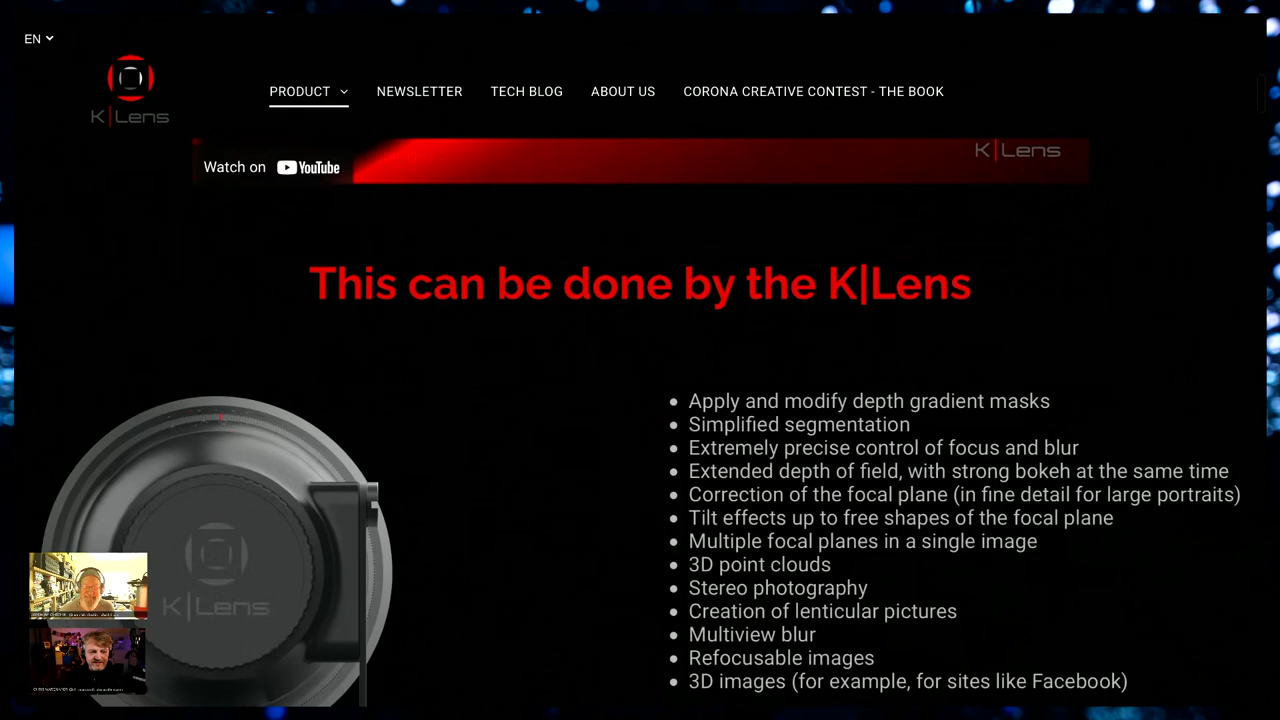 EN
K|Lens
PRODUCT
NEWSLETTER
TECH BLOG
ABOUT US
CORONA CREATIVE CONTEST - THE BOOK
Watch on YouTube
K|Lens
This can be done by the K|Lens
Apply and modify depth gradient masks
Simplified segmentation
Extremely precise control of focus and blur
Extended depth of field, with strong bokeh at the same time
Correction of the focal plane (in fine detail for large portraits)
Tilt effects up to free shapes of the focal plane
Multiple focal planes in a single image
3D point clouds
Stereo photography
Creation of lenticular pictures
Multiview blur
Refocusable images
3D images (for example, for sites like Facebook)
K|Lens